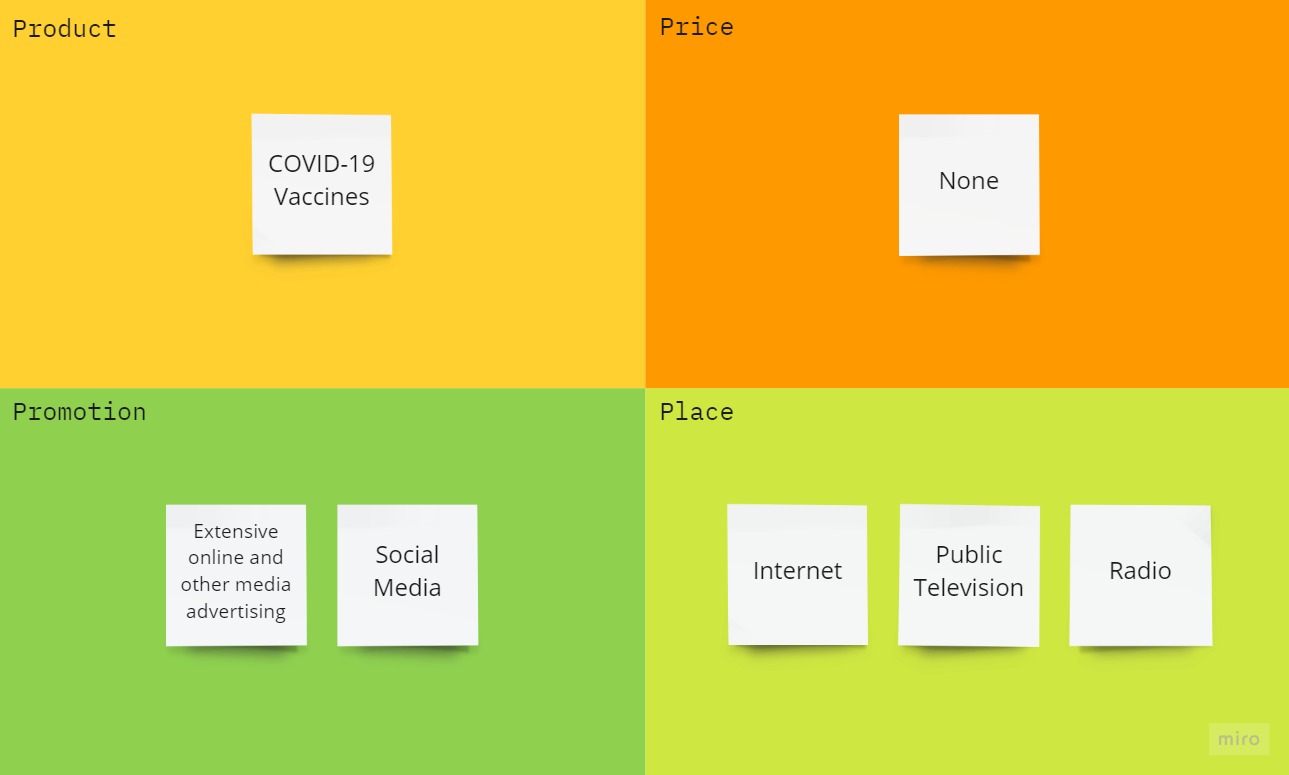 Product
COVID-19
Vaccines
Price
None
Promotion
Extensive
online and
other media
advertising
Social
Media
Place
Internet
Public
Television
Radio
miro